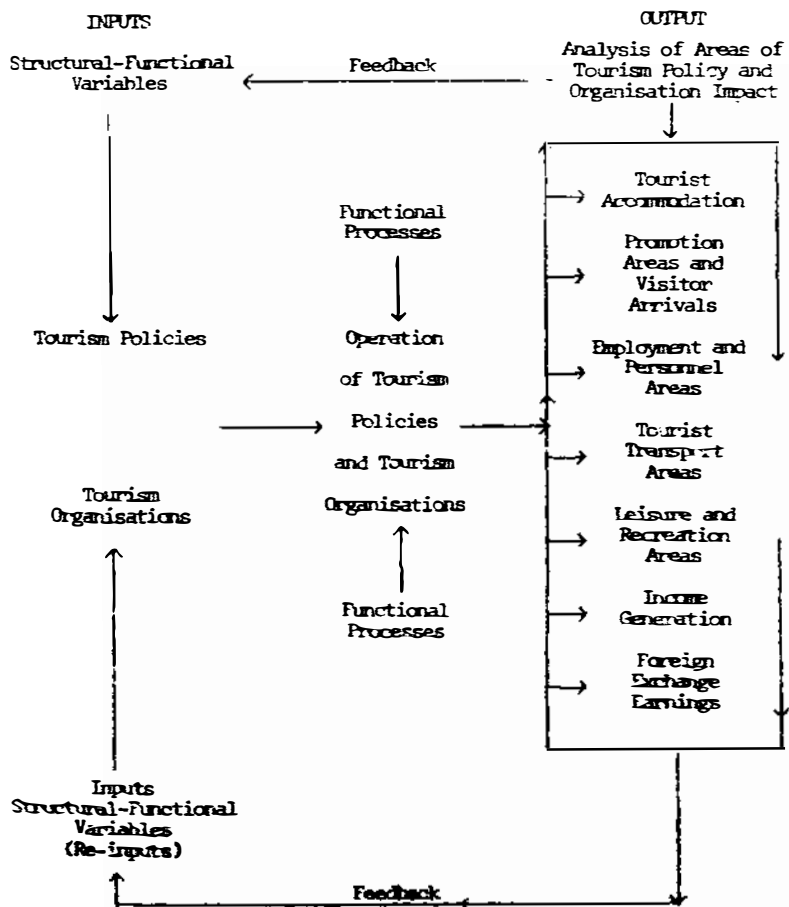 INPUTS
Structural-Functional
Variables
Feedback
OUTPUT
Analysis of Areas of
Tourism Policy and
Organisation Impact
Tourist
Accommodation
Functional
Processes
Promotion
Areas and
Visitor
Arrivals
Tourism Policies
Operation
of Tourism
Policies
and Tourism
Organisations
Employment and
Personnel
Areas
Tourist
Transport
Areas
Tourism
Organisations
Leisure and
Recreation
Areas
Functional
Processes
Income
Generation
Foreign
Exchange
Earnings
Inputs
Structural-Functional
Variables
(Re-inputs)
Feedback